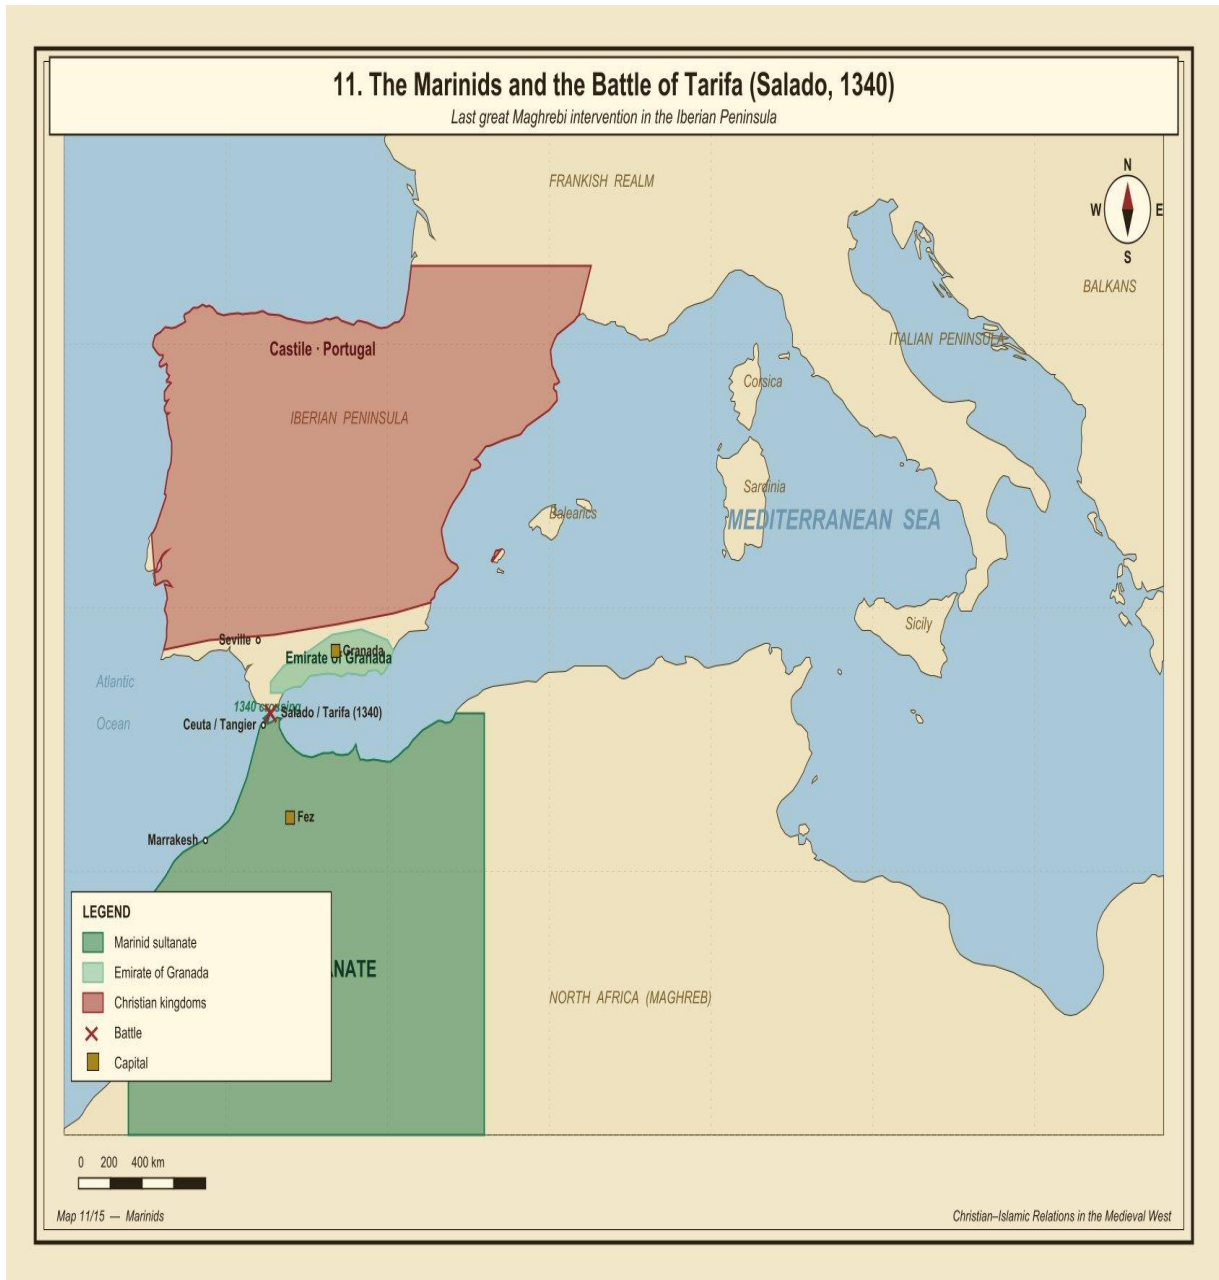 11. The Marinids and the Battle of Tarifa (Salado, 1340)
Last great Maghrebi intervention in the Iberian Peninsula
N
W E
S
FRANKISH REALM
BALKANS
ITALIAN PENINSULA
Castile · Portugal
Corsica
IBERIAN PENINSULA
Sardinia
Balearics
MEDITERRANEAN SEA
Sicily
Seville
Granada
Emirate of Granada
Atlantic
Ocean
1340 crossing
Salado / Tarifa (1340)
Ceuta / Tangier
Fez
Marrakesh
LEGEND
Marinid sultanate
Emirate of Granada
Christian kingdoms
Battle
Capital
NATE
NORTH AFRICA (MAGHREB)
0 200 400 km
Map 11/15 — Marinids
Christian–Islamic Relations in the Medieval West